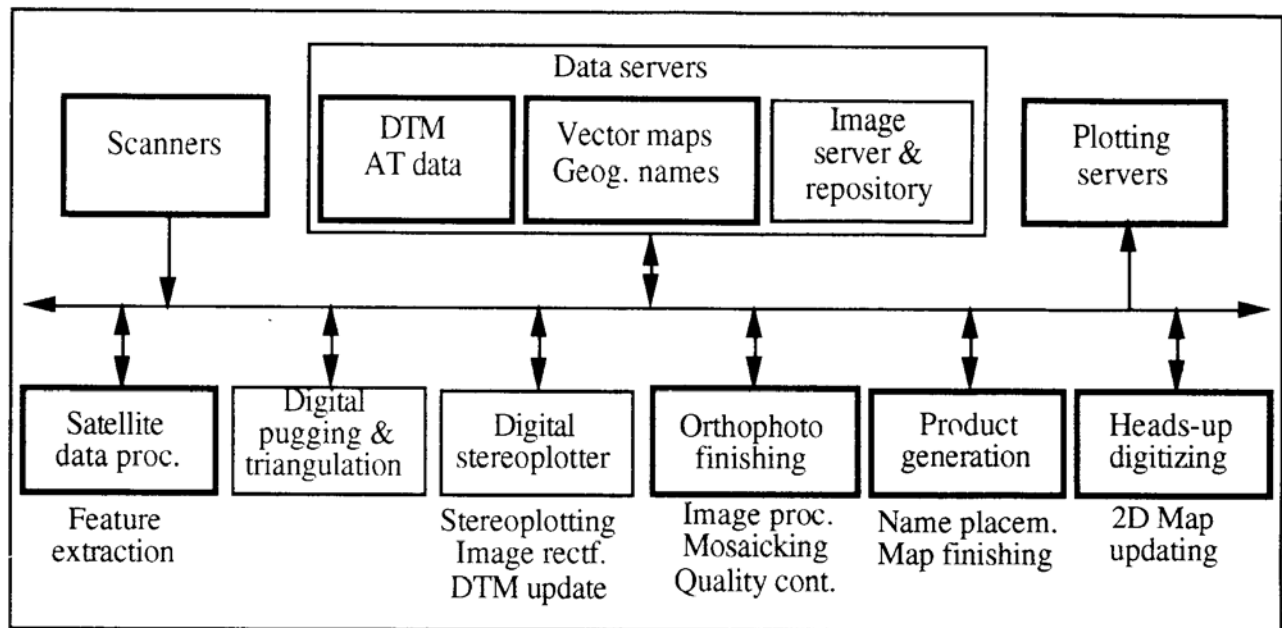 Data servers
Scanners
DTM
AT data
Vector maps
Geog. names
Image
server &
repository
Plotting
servers
Satellite
data proc.
Digital
pugging &
triangulation
Digital
stereoplotter
Orthophoto
finishing
Product
generation
Heads-up
digitizing
Feature
extraction
Stereoplotting
Image rectf.
DTM update
Image proc.
Mosaicking
Quality cont.
Name placem.
Map finishing
2D Map
updating